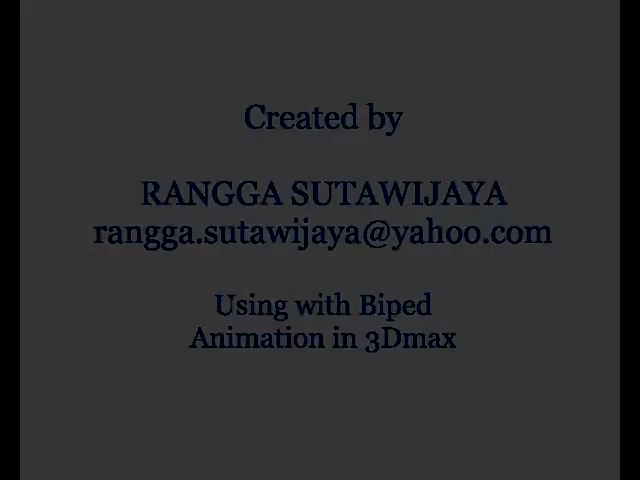 Created by
RANGGA SUTAWIJAYA
rangga.sutawijaya@yahoo.com
Using with Biped
Animation in 3Dmax